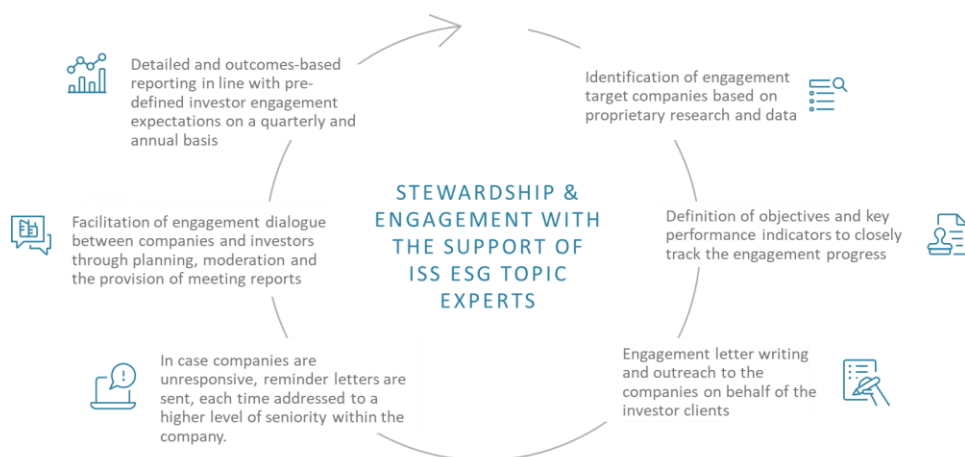 Detailed and outcomes-based
reporting in line with pre-
defined investor engagement
expectations on a quarterly and
annual basis
Identification of engagement
target companies based on
proprietary research and data
STEWARDSHIP &
ENGAGEMENT WITH
THE SUPPORT OF
ISS ESG TOPIC
EXPERTS
Facilitation of engagement dialogue
between companies and investors
through planning, moderation and
the provision of meeting reports
Definition of objectives and key
performance indicators to closely
track the engagement progress
In case companies are
unresponsive, reminder letters are
sent, each time addressed to a
higher level of seniority within the
company.
Engagement letter writing
and outreach to the
companies on behalf of the
investor clients